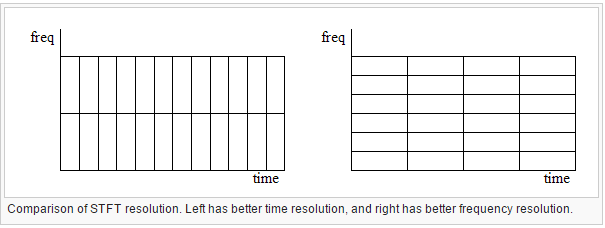 freq
freq
time
time
Comparison of STFT resolution. Left has better time resolution, and right has better frequency resolution.